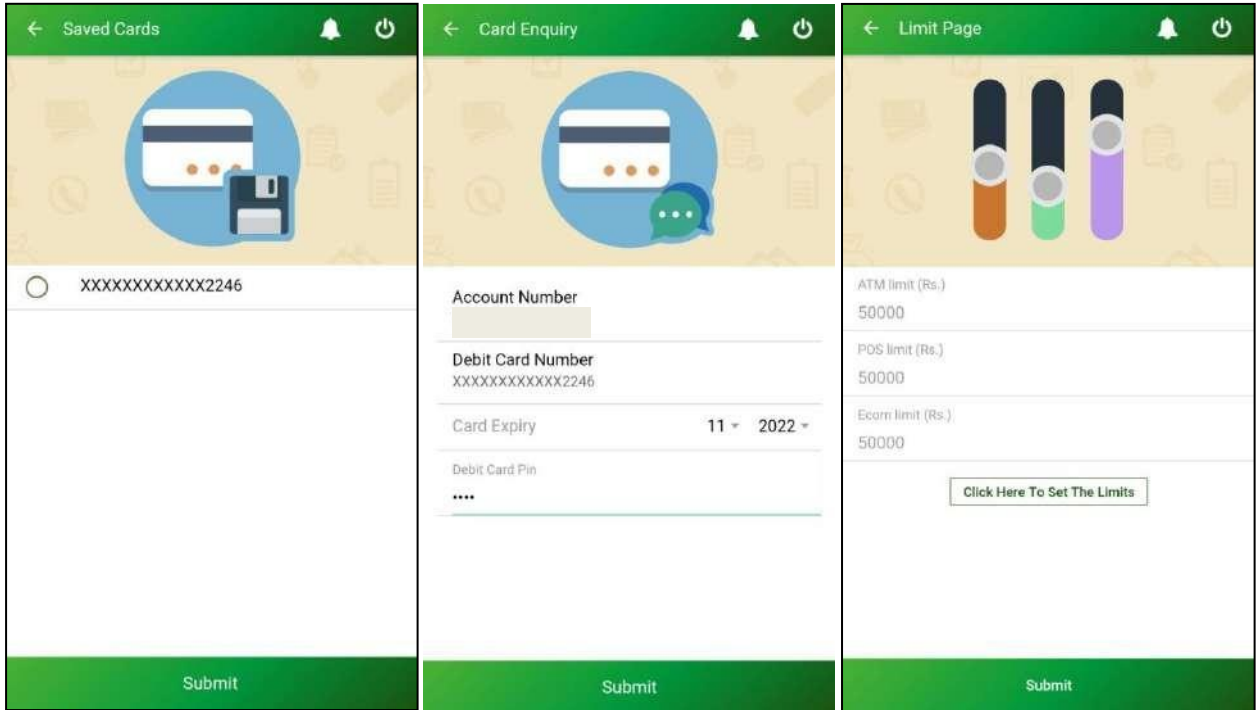 Saved Cards
XXXXXXXXXXXX2246
Submit
Card Enquiry
Account Number
Debit Card Number
XXXXXXXXXXXX2246
Card Expiry 11 2022
Debit Card Pin
••••
Submit
Limit Page
ATM limit (Rs.)
50000
POS limit (Rs.)
50000
Ecom limit (Rs.)
50000
Click Here To Set The Limits
Submit